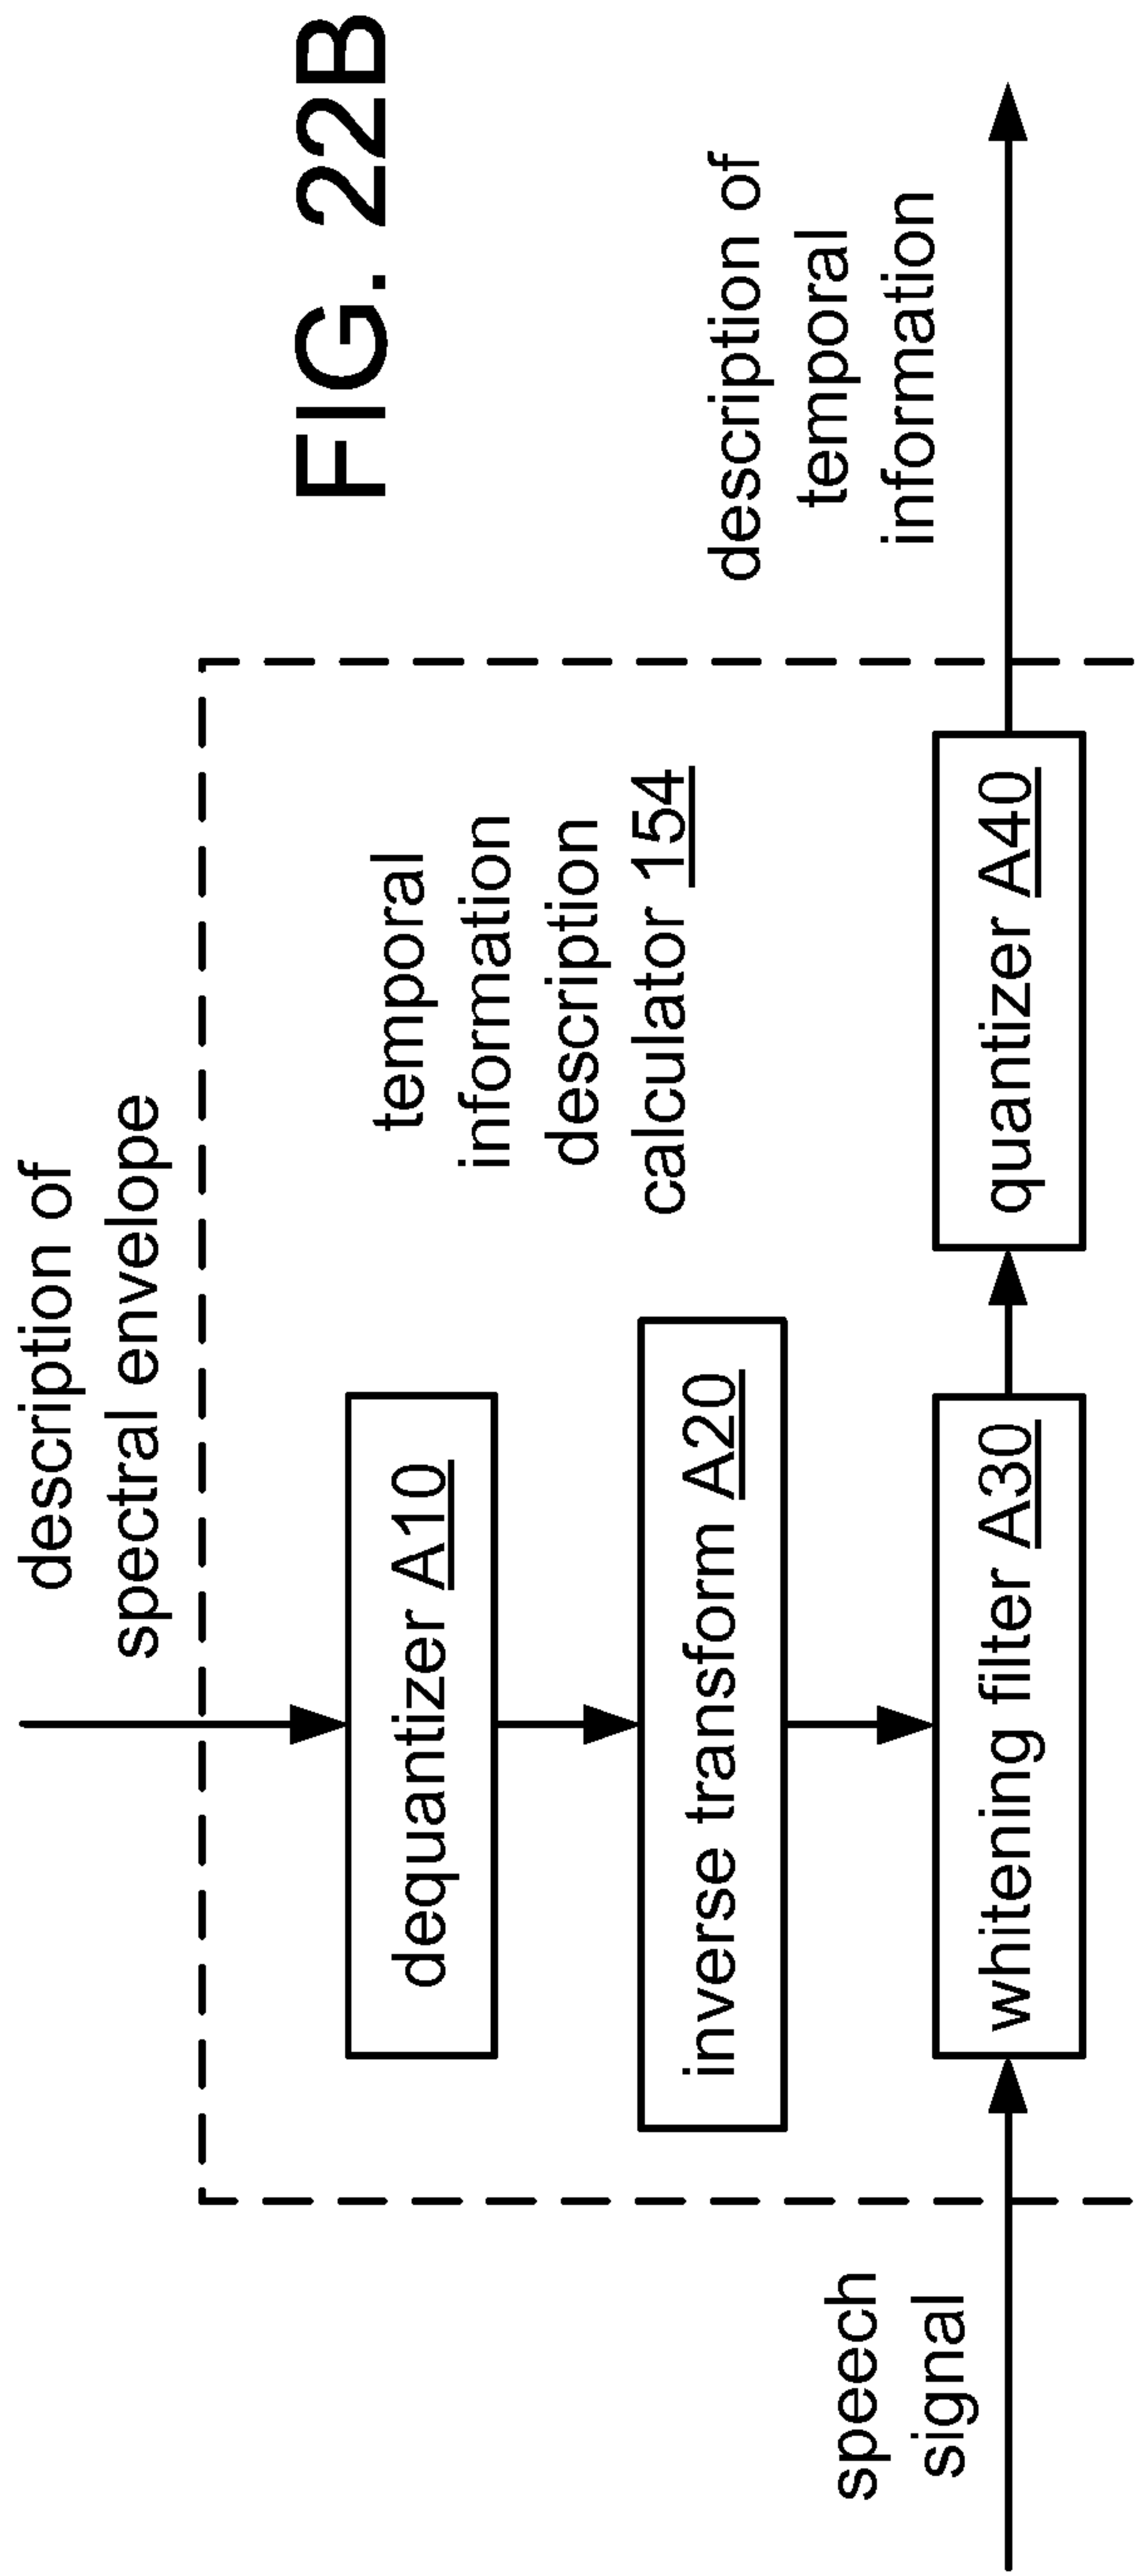 description of
spectral envelope
FIG. 22B
dequantizer A10
temporal
information
description
calculator 154
inverse transform A20
speech
signal
whitening filter A30
quantizer A40
description of
temporal
information